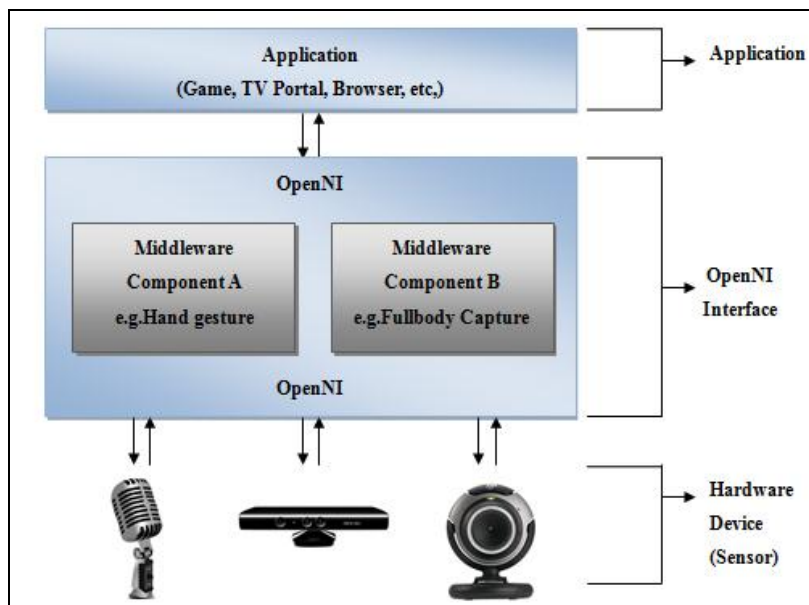 Application
(Game, TV Portal, Browser, etc,)
Application
OpenNI
Middleware
Component A
e.g.Hand gesture
Middleware
Component B
e.g.Fullbody Capture
OpenNI
OpenNI
Interface
Hardware
Device
(Sensor)